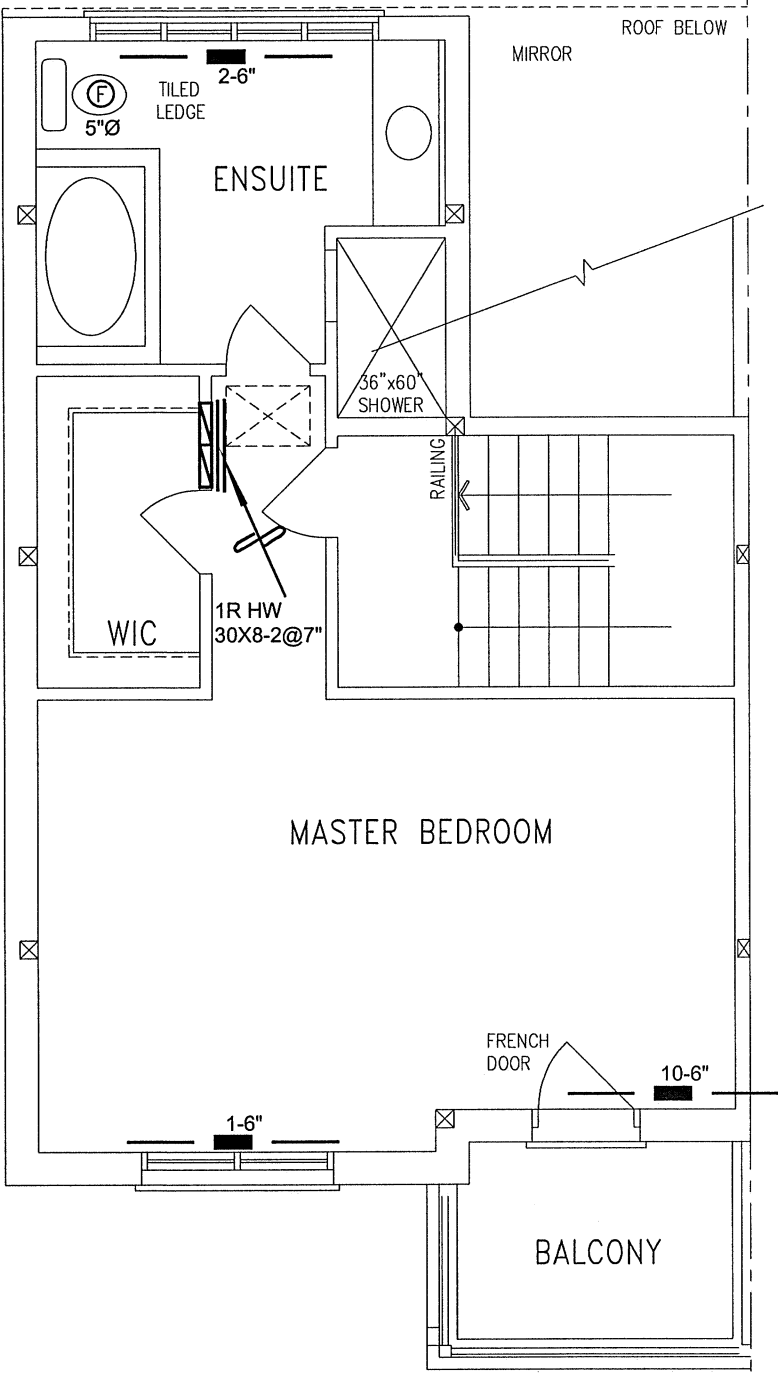 ROOF BELOW
MIRROR
2-6"
TILED
LEDGE
F
5"Ø
ENSUITE
36"x60"
SHOWER
RAILING
1R HW
30X8-2@7"
WIC
MASTER BEDROOM
FRENCH
DOOR
10-6"
1-6"
BALCONY